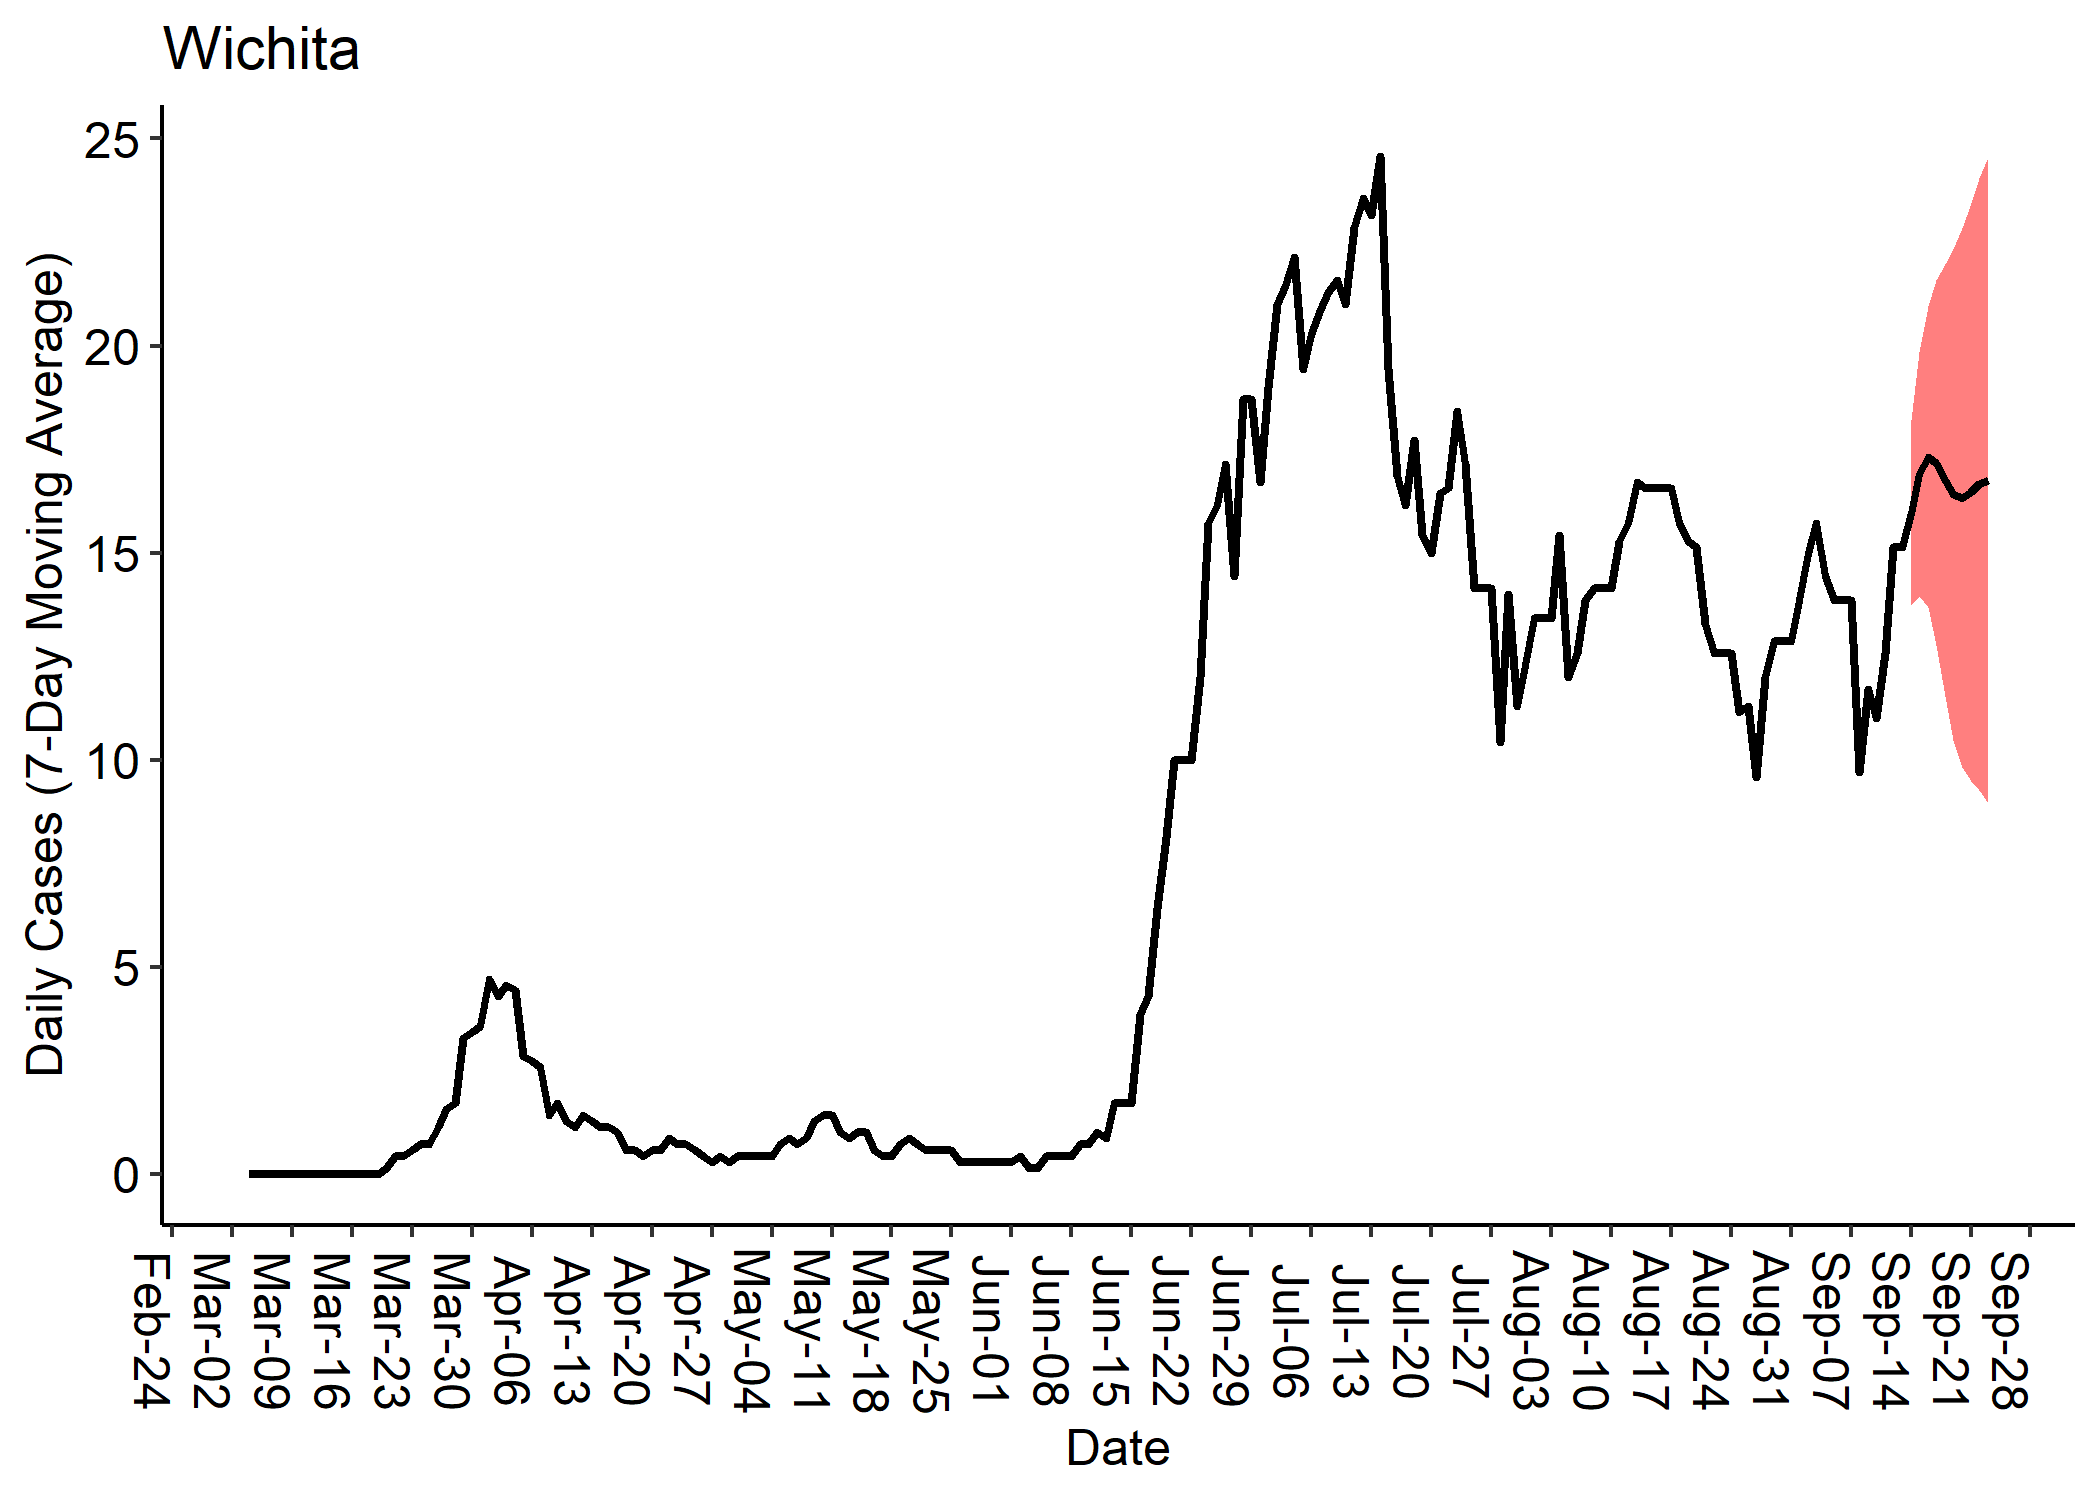 Wichita
Daily Cases (7-Day Moving Average)
25
20
15
10
5
0
Feb-24
Mar-02
Mar-09
Mar-16
Mar-23
Mar-30
Apr-06
Apr-13
Apr-20
Apr-27
May-04
May-11
May-18
May-25
Jun-01
Jun-08
Jun-15
Jun-22
Jun-29
Jul-06
Jul-13
Jul-20
Jul-27
Aug-03
Aug-10
Aug-17
Aug-24
Aug-31
Sep-07
Sep-14
Sep-21
Sep-28
Date